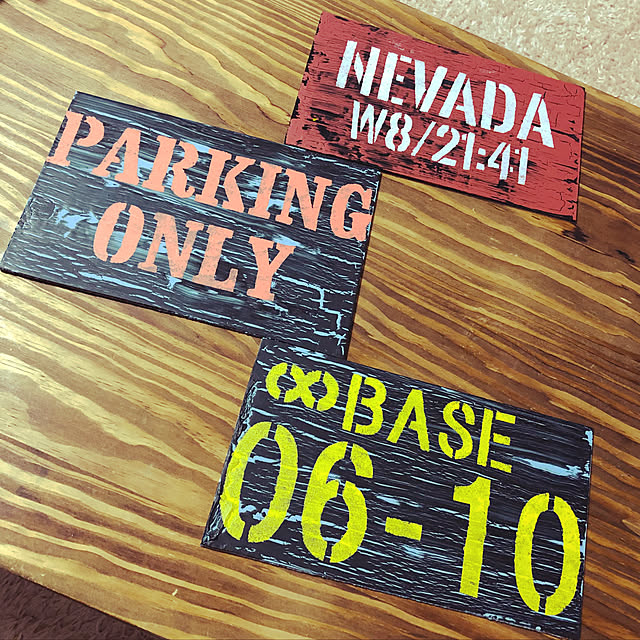 NEVADA
W8/21:41
PARKING
ONLY
(X)BASE
06-10